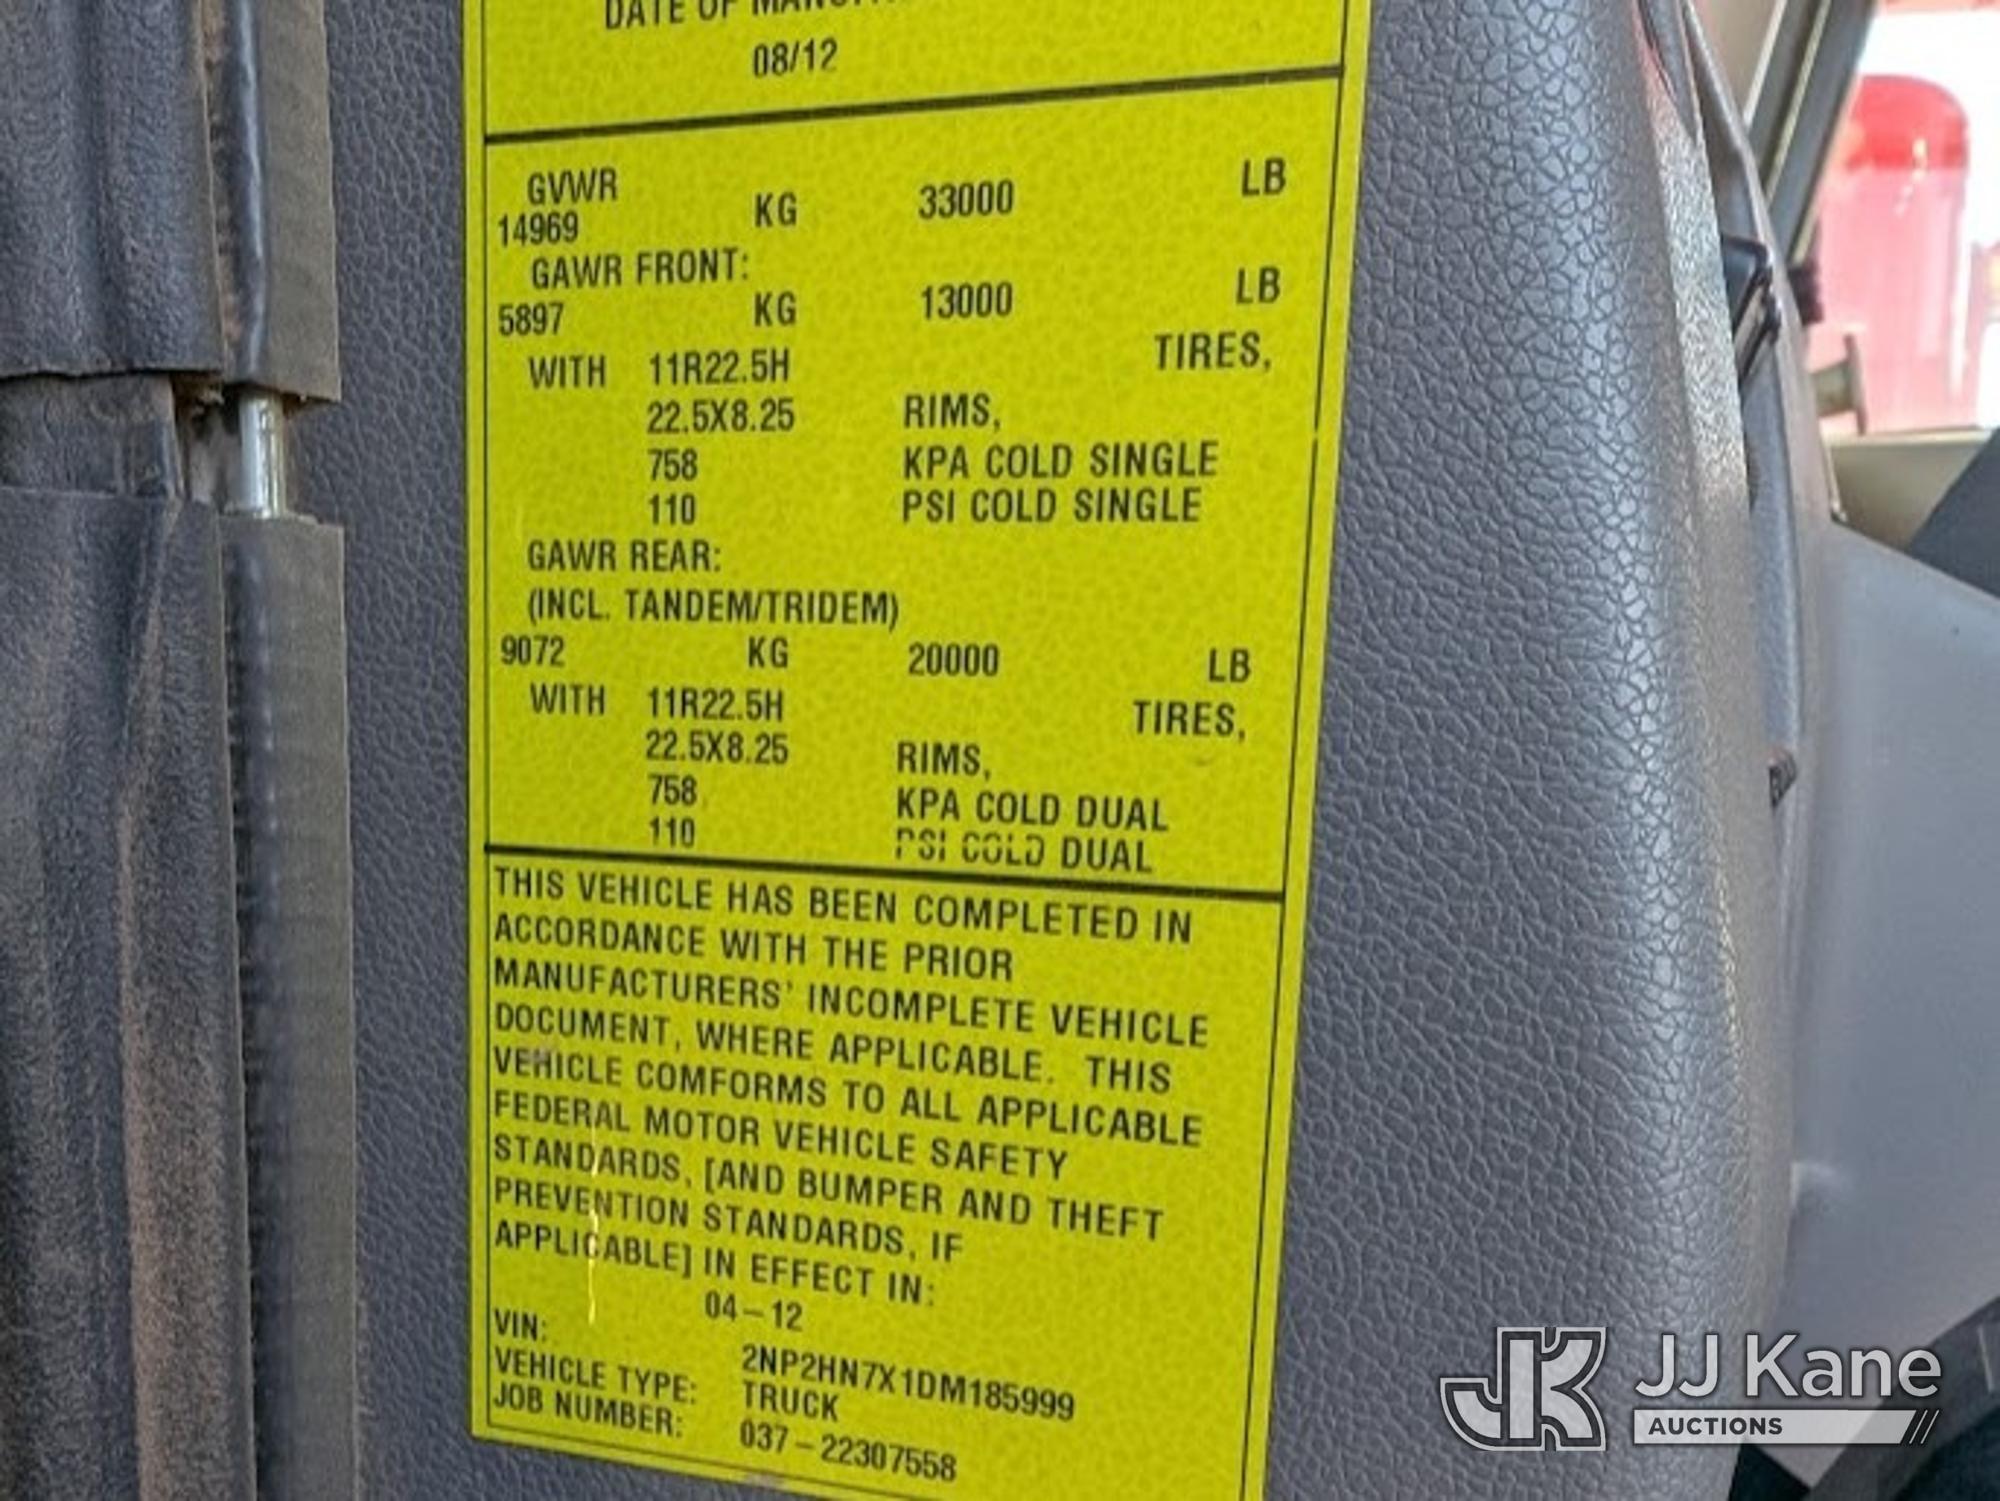 DATE OF
08/12
GVWR
14969 KG 33000 LB
GAWR FRONT:
5897 KG 13000 LB
WITH 11R22.5H TIRES,
22.5X8.25 RIMS,
758 KPA COLD SINGLE
110 PSI COLD SINGLE
GAWR REAR:
(INCL. TANDEM/TRIDEM)
9072 KG 20000 LB
WITH 11R22.5H TIRES,
22.5X8.25 RIMS,
758 KPA COLD DUAL
110 PSI COLD DUAL
THIS VEHICLE HAS BEEN COMPLETED IN
ACCORDANCE WITH THE PRIOR
MANUFACTURERS' INCOMPLETE VEHICLE
DOCUMENT, WHERE APPLICABLE. THIS
VEHICLE COMFORMS TO ALL APPLICABLE
FEDERAL MOTOR VEHICLE SAFETY
STANDARDS, [AND BUMPER AND THEFT
PREVENTION STANDARDS, IF
APPLICABLE] IN EFFECT IN:
04-12
VIN: 2NP2HN7X1DM185999
VEHICLE TYPE: TRUCK
JOB NUMBER: 037-22307558
JK JJ Kane
AUCTIONS